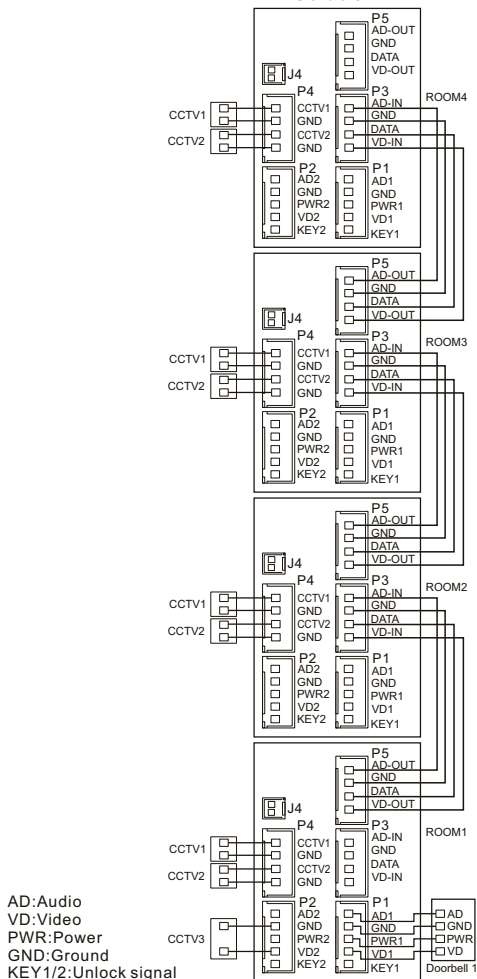 P5
AD-OUT
GND
DATA
VD-OUT
J4
P4
CCTV1
GND
CCTV2
GND
P3
AD-IN
GND
DATA
VD-IN
ROOM4
CCTV1
CCTV2
P2
AD2
GND
PWR2
VD2
KEY2
P1
AD1
GND
PWR1
VD1
KEY1
P5
AD-OUT
GND
DATA
VD-OUT
J4
P4
CCTV1
GND
CCTV2
GND
P3
AD-IN
GND
DATA
VD-IN
ROOM3
CCTV1
CCTV2
P2
AD2
GND
PWR2
VD2
KEY2
P1
AD1
GND
PWR1
VD1
KEY1
P5
AD-OUT
GND
DATA
VD-OUT
J4
P4
CCTV1
GND
CCTV2
GND
P3
AD-IN
GND
DATA
VD-IN
ROOM2
CCTV1
CCTV2
P2
AD2
GND
PWR2
VD2
KEY2
P1
AD1
GND
PWR1
VD1
KEY1
P5
AD-OUT
GND
DATA
VD-OUT
J4
P4
CCTV1
GND
CCTV2
GND
P3
AD-IN
GND
DATA
VD-IN
ROOM1
CCTV1
CCTV2
P2
AD2
GND
PWR2
VD2
KEY2
CCTV3
P1
AD1
GND
PWR1
VD1
KEY1
AD
GND
PWR
VD
Doorbell 1
AD:Audio
VD:Video
PWR:Power
GND:Ground
KEY1/2:Unlock signal